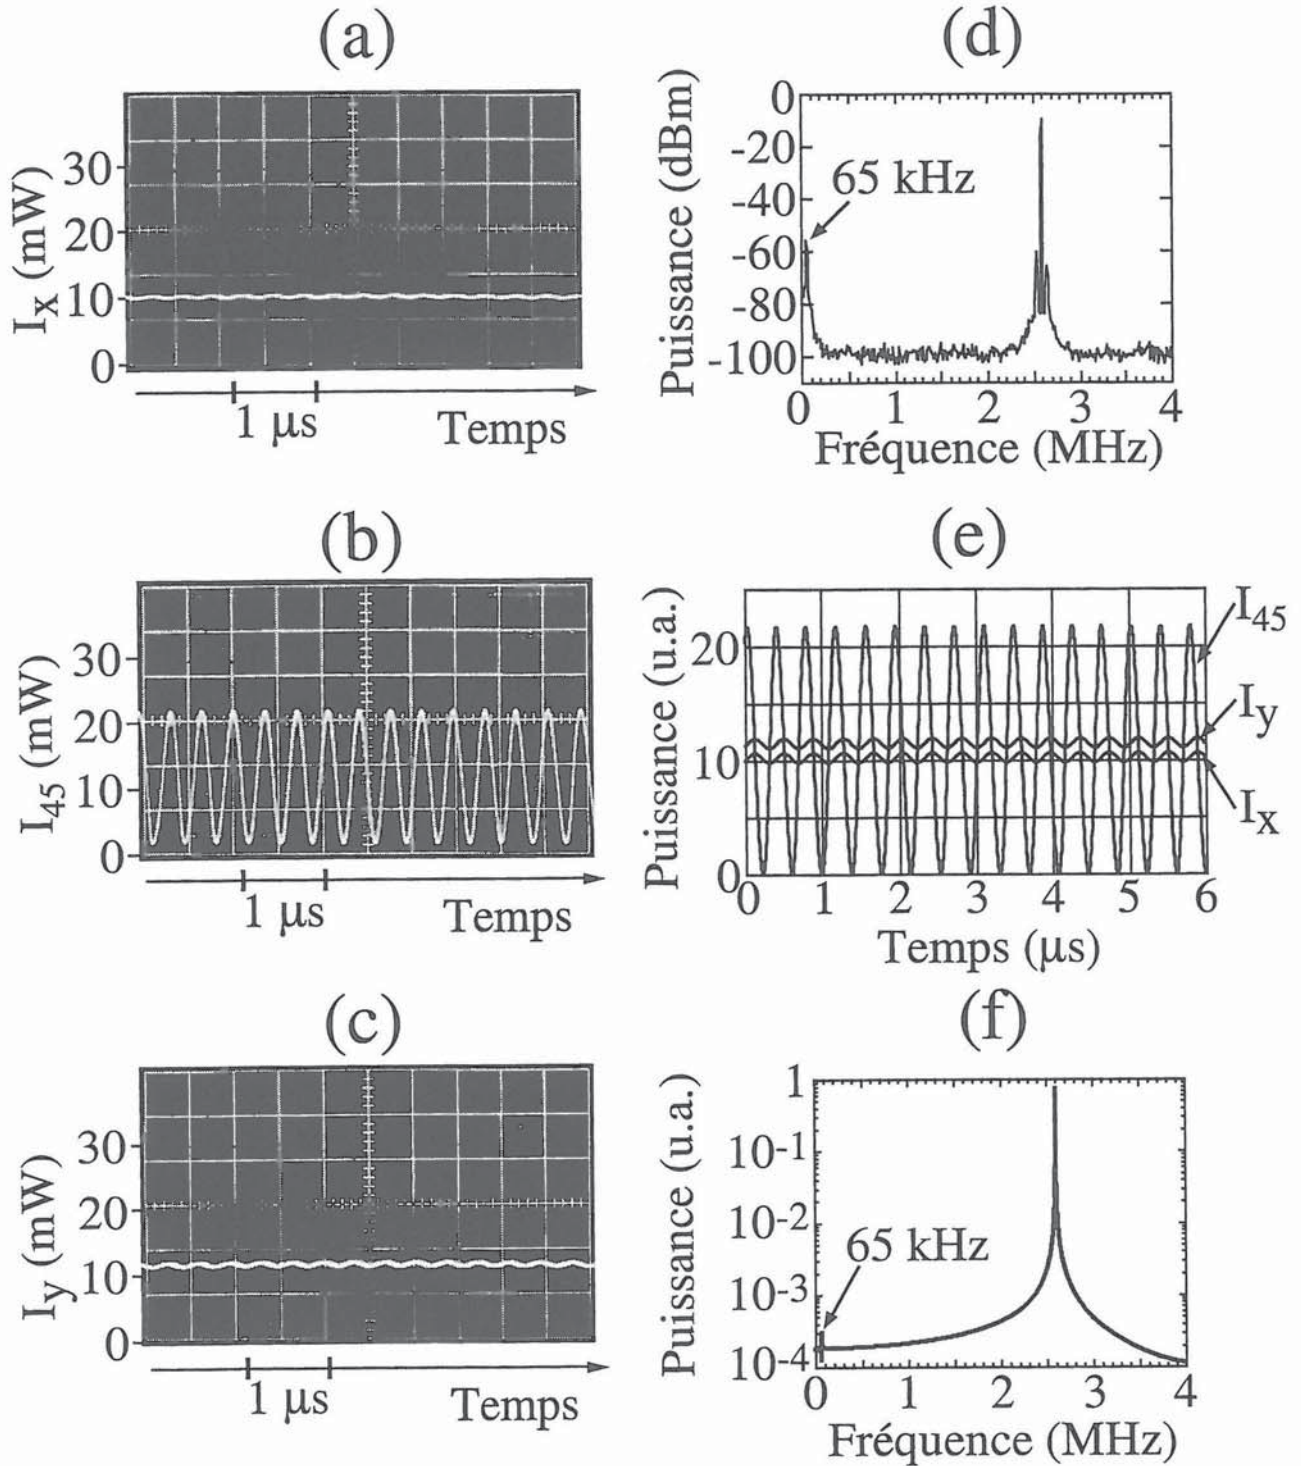 (a)
I_x (mW)
30
20
10
0
1 μs
Temps
(d)
Puissance (dBm)
0
-20
-40
-60
-80
-100
65 kHz
0 1 2 3 4
Fréquence (MHz)
(b)
I_45 (mW)
30
20
10
0
1 μs
Temps
(e)
Puissance (u.a.)
20
10
0
I_45
I_y
I_x
0 1 2 3 4 5 6
Temps (μs)
(c)
I_y (mW)
30
20
10
0
1 μs
Temps
(f)
Puissance (u.a.)
1
10^-1
10^-2
10^-3
10^-4
65 kHz
0 1 2 3 4
Fréquence (MHz)